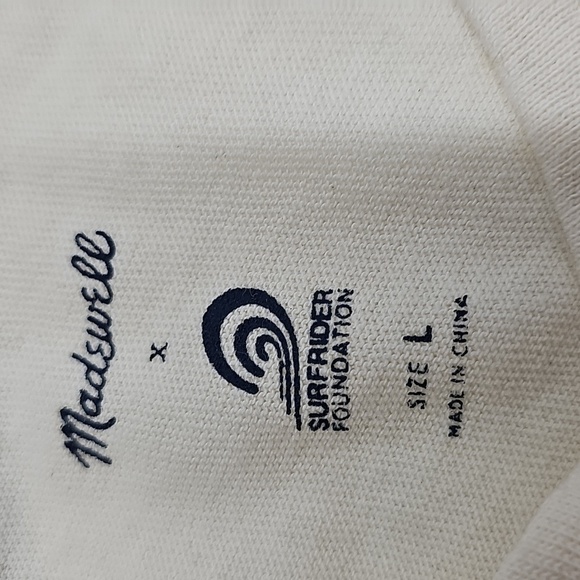 Madewell
x
SURFRIDER
FOUNDATION
SIZE L
MADE IN CHINA